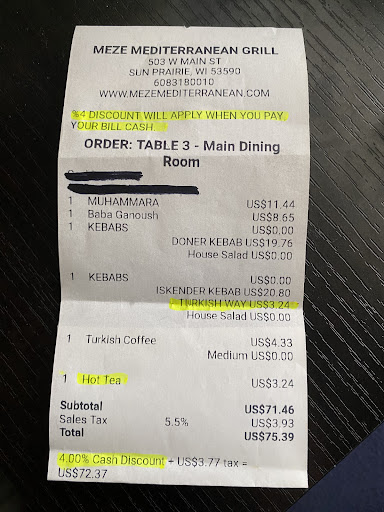 MEZE MEDITERRANEAN GRILL
503 W MAIN ST
SUN PRAIRIE, WI 53590
6083180010
WWW.MEZEMEDITERRANEAN.COM
%4 DISCOUNT WILL APPLY WHEN YOU PAY
YOUR BILL CASH.
ORDER: TABLE 3 - Main Dining
Room
1 MUHAMMARA US$11.44
1 Baba Ganoush US$8.65
1 KEBABS US$0.00
DONER KEBAB US$19.76
House Salad US$0.00
1 KEBABS US$0.00
ISKENDER KEBAB US$20.80
TURKISH WAY US$3.24
House Salad US$0.00
1 Turkish Coffee US$4.33
Medium US$0.00
1 Hot Tea US$3.24
Subtotal US$71.46
Sales Tax 5.5% US$3.93
Total US$75.39
4.00% Cash Discount + US$3.77 tax =
US$72.37